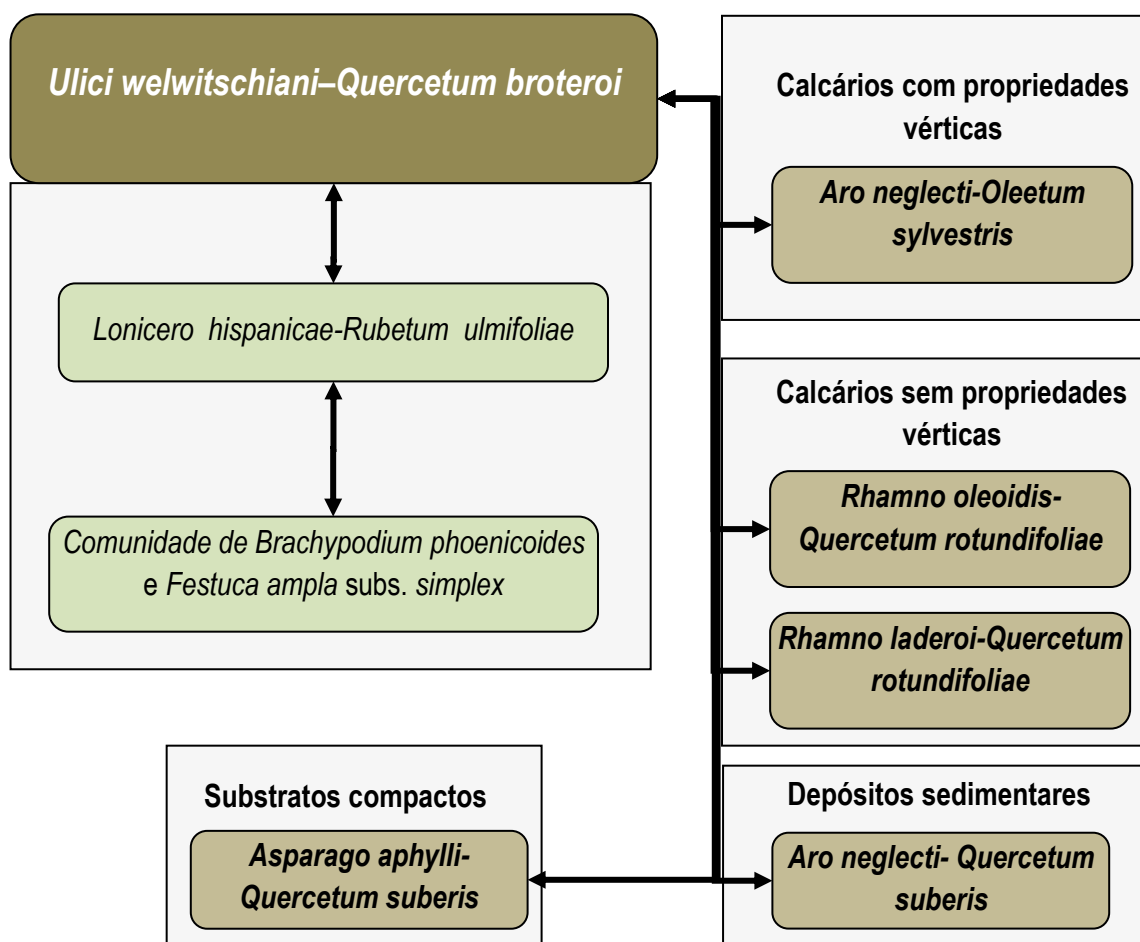 Ulici welwitschiani–Quercetum broteroi
Lonicero hispanicae-Rubetum ulmifoliae
Comunidade de Brachypodium phoenicoides
e Festuca ampla subs. simplex
Calcários com propriedades
vérticas
Aro neglecti-Oleetum
sylvestris
Calcários sem propriedades
vérticas
Rhamno oleoidis-
Quercetum rotundifoliae
Rhamno laderoi-Quercetum
rotundifoliae
Substratos compactos
Asparago aphylli-
Quercetum suberis
Depósitos sedimentares
Aro neglecti- Quercetum
suberis